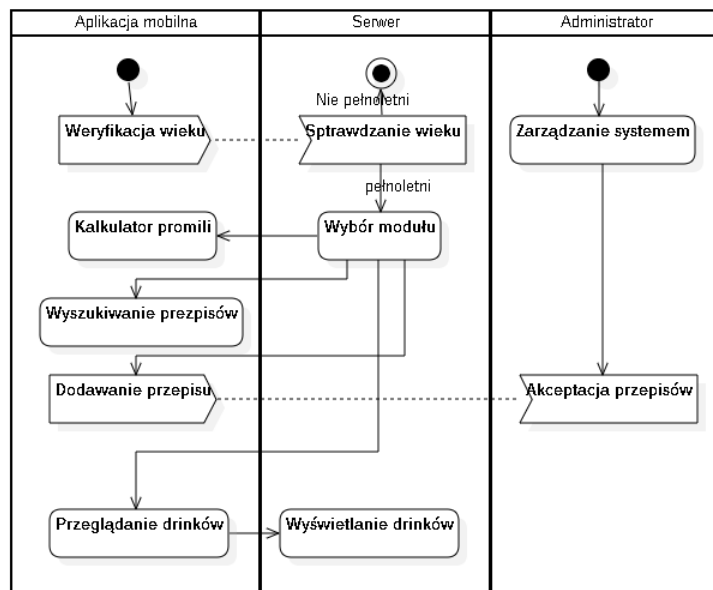 Aplikacja mobilna
Serwer
Administrator
Nie pełnoletni
Weryfikacja wieku
Sptrawdzanie wieku
Zarządzanie systemem
pełnoletni
Kalkulator promili
Wybór modułu
Wyszukiwanie prezpisów
Dodawanie przepisu
Akceptacja przepisów
Przeglądanie drinków
Wyświetlanie drinków